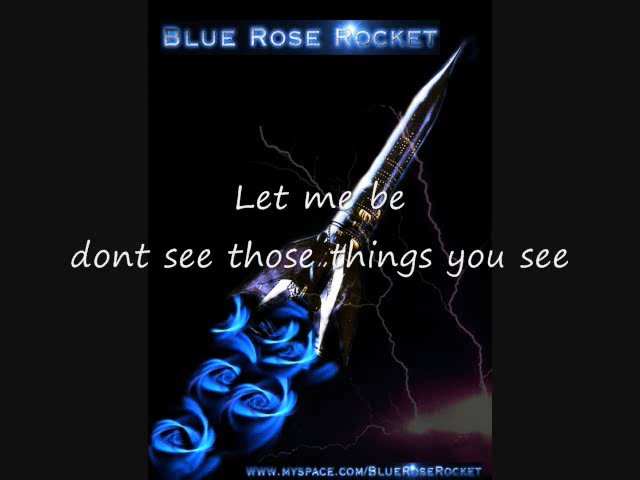 BLUE ROSE ROCKET
Let me be
dont see those things you see
WWW.MYSPACE.COM/BLUEROSEROCKET